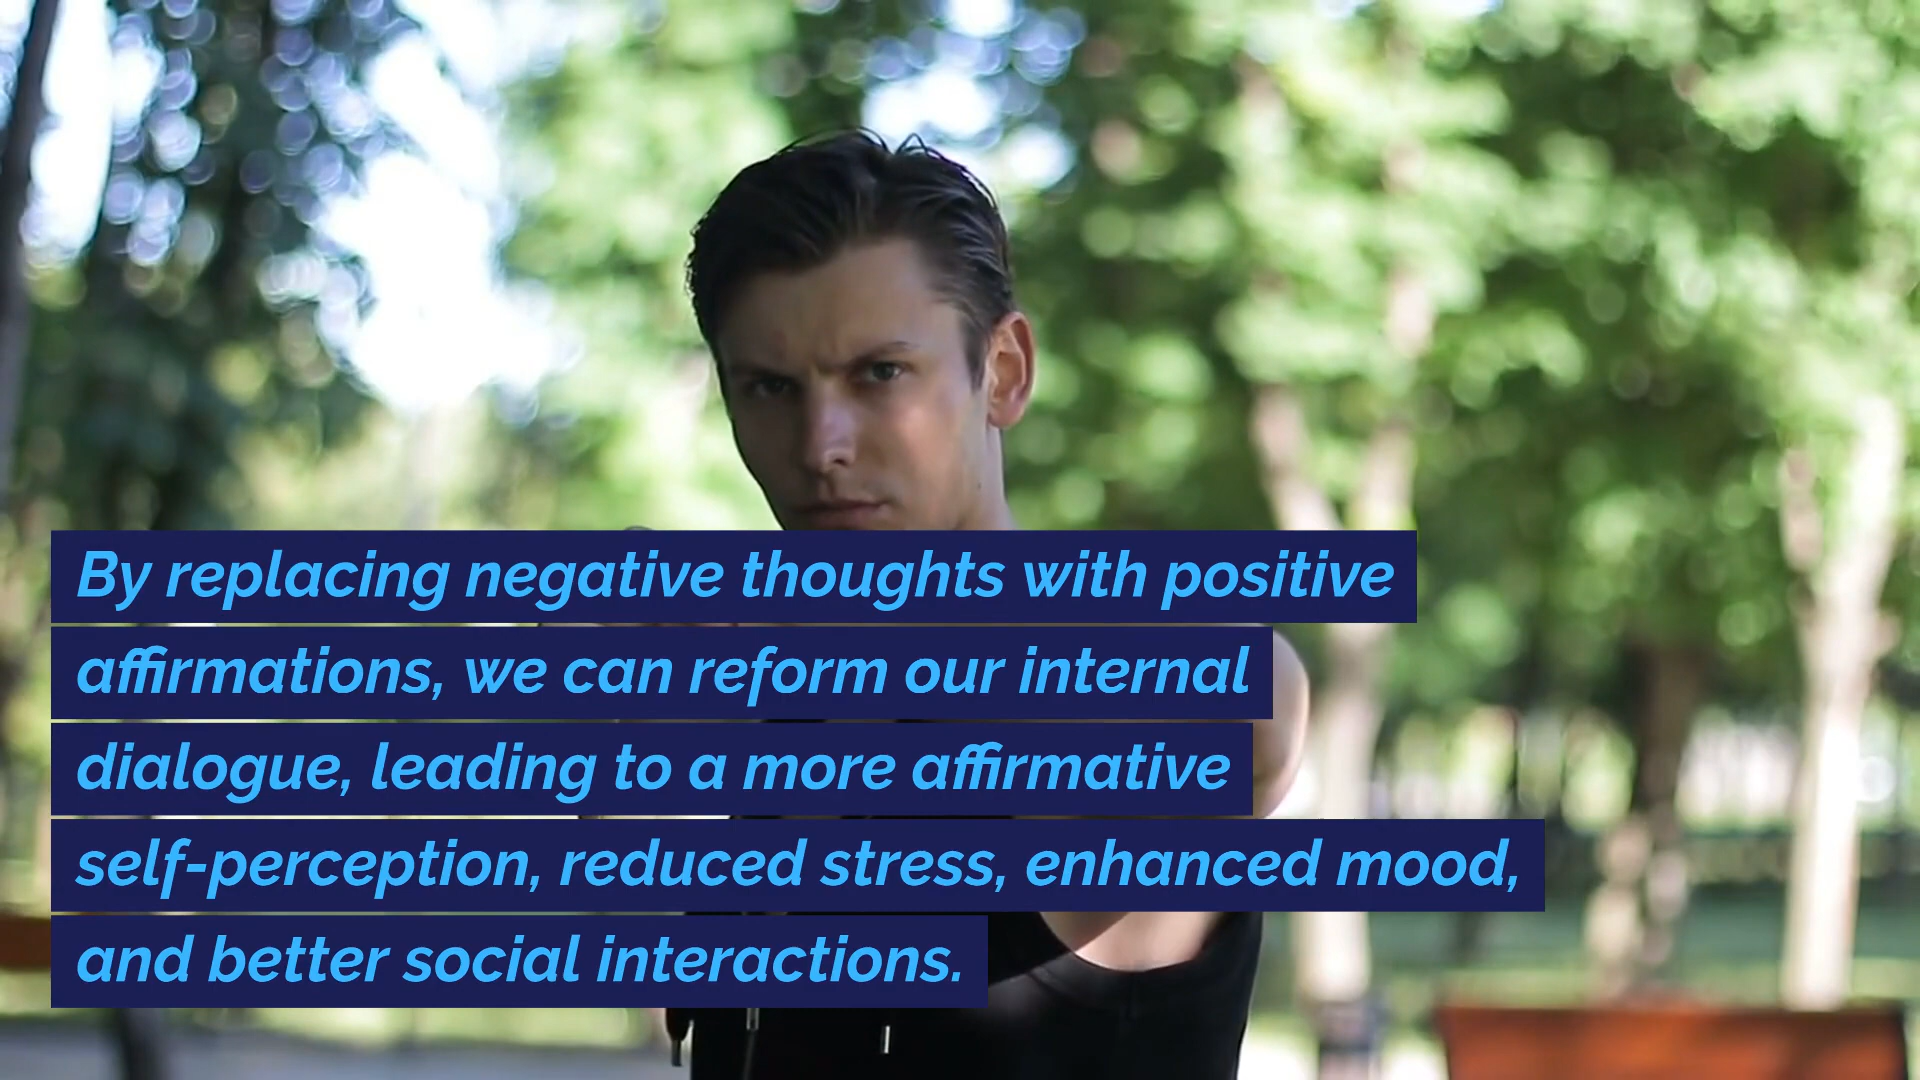 By replacing negative thoughts with positive
affirmations, we can reform our internal
dialogue, leading to a more affirmative
self-perception, reduced stress, enhanced mood,
and better social interactions.